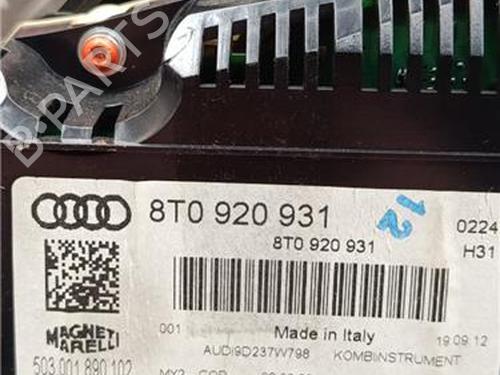 B-PARTS
8T0 920 931
12
0224
8T0 920 931
H31
001
Made in Italy
19.09.12
MAGNETI
MARELLI
AUDI9D237W798
KOMBIINSTRUMENT
503.001.890.102